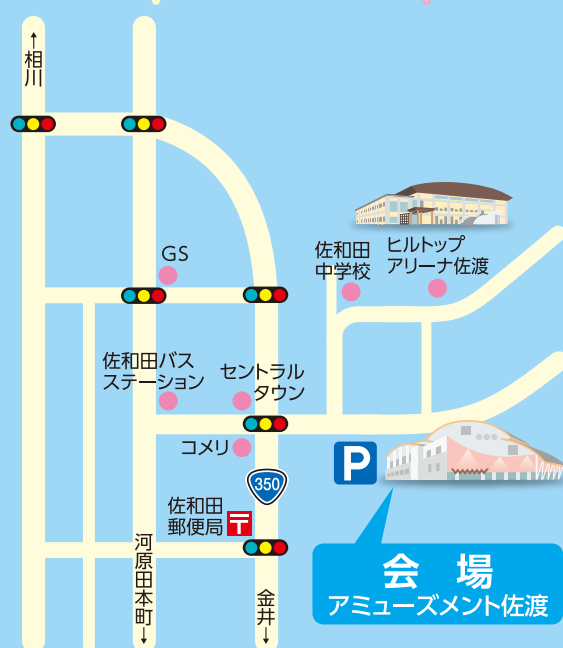 ↑相川
GS
佐和田
中学校
ヒルトップ
アリーナ佐渡
佐和田バス
ステーション
セントラル
タウン
コメリ
P
350
佐和田
郵便局
〒
河原田本町↓
金井↓
会 場
アミューズメント佐渡